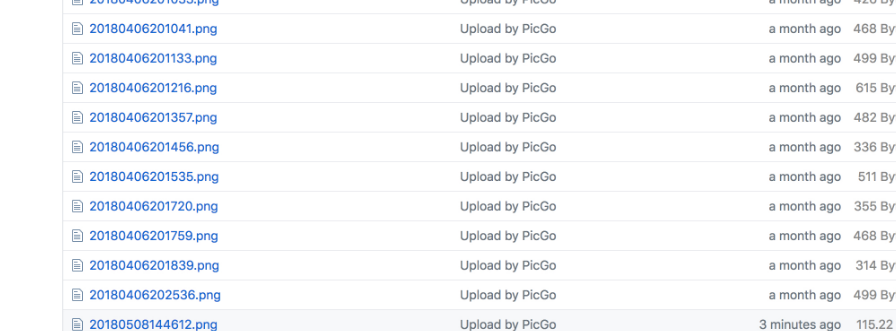 20180406201053.png Upload by PicGo a month ago 426 By
20180406201041.png Upload by PicGo a month ago 468 By
20180406201133.png Upload by PicGo a month ago 499 By
20180406201216.png Upload by PicGo a month ago 615 By
20180406201357.png Upload by PicGo a month ago 482 By
20180406201456.png Upload by PicGo a month ago 336 By
20180406201535.png Upload by PicGo a month ago 511 By
20180406201720.png Upload by PicGo a month ago 355 By
20180406201759.png Upload by PicGo a month ago 468 By
20180406201839.png Upload by PicGo a month ago 314 By
20180406202536.png Upload by PicGo a month ago 499 By
20180508144612.png Upload by PicGo 3 minutes ago 115.22